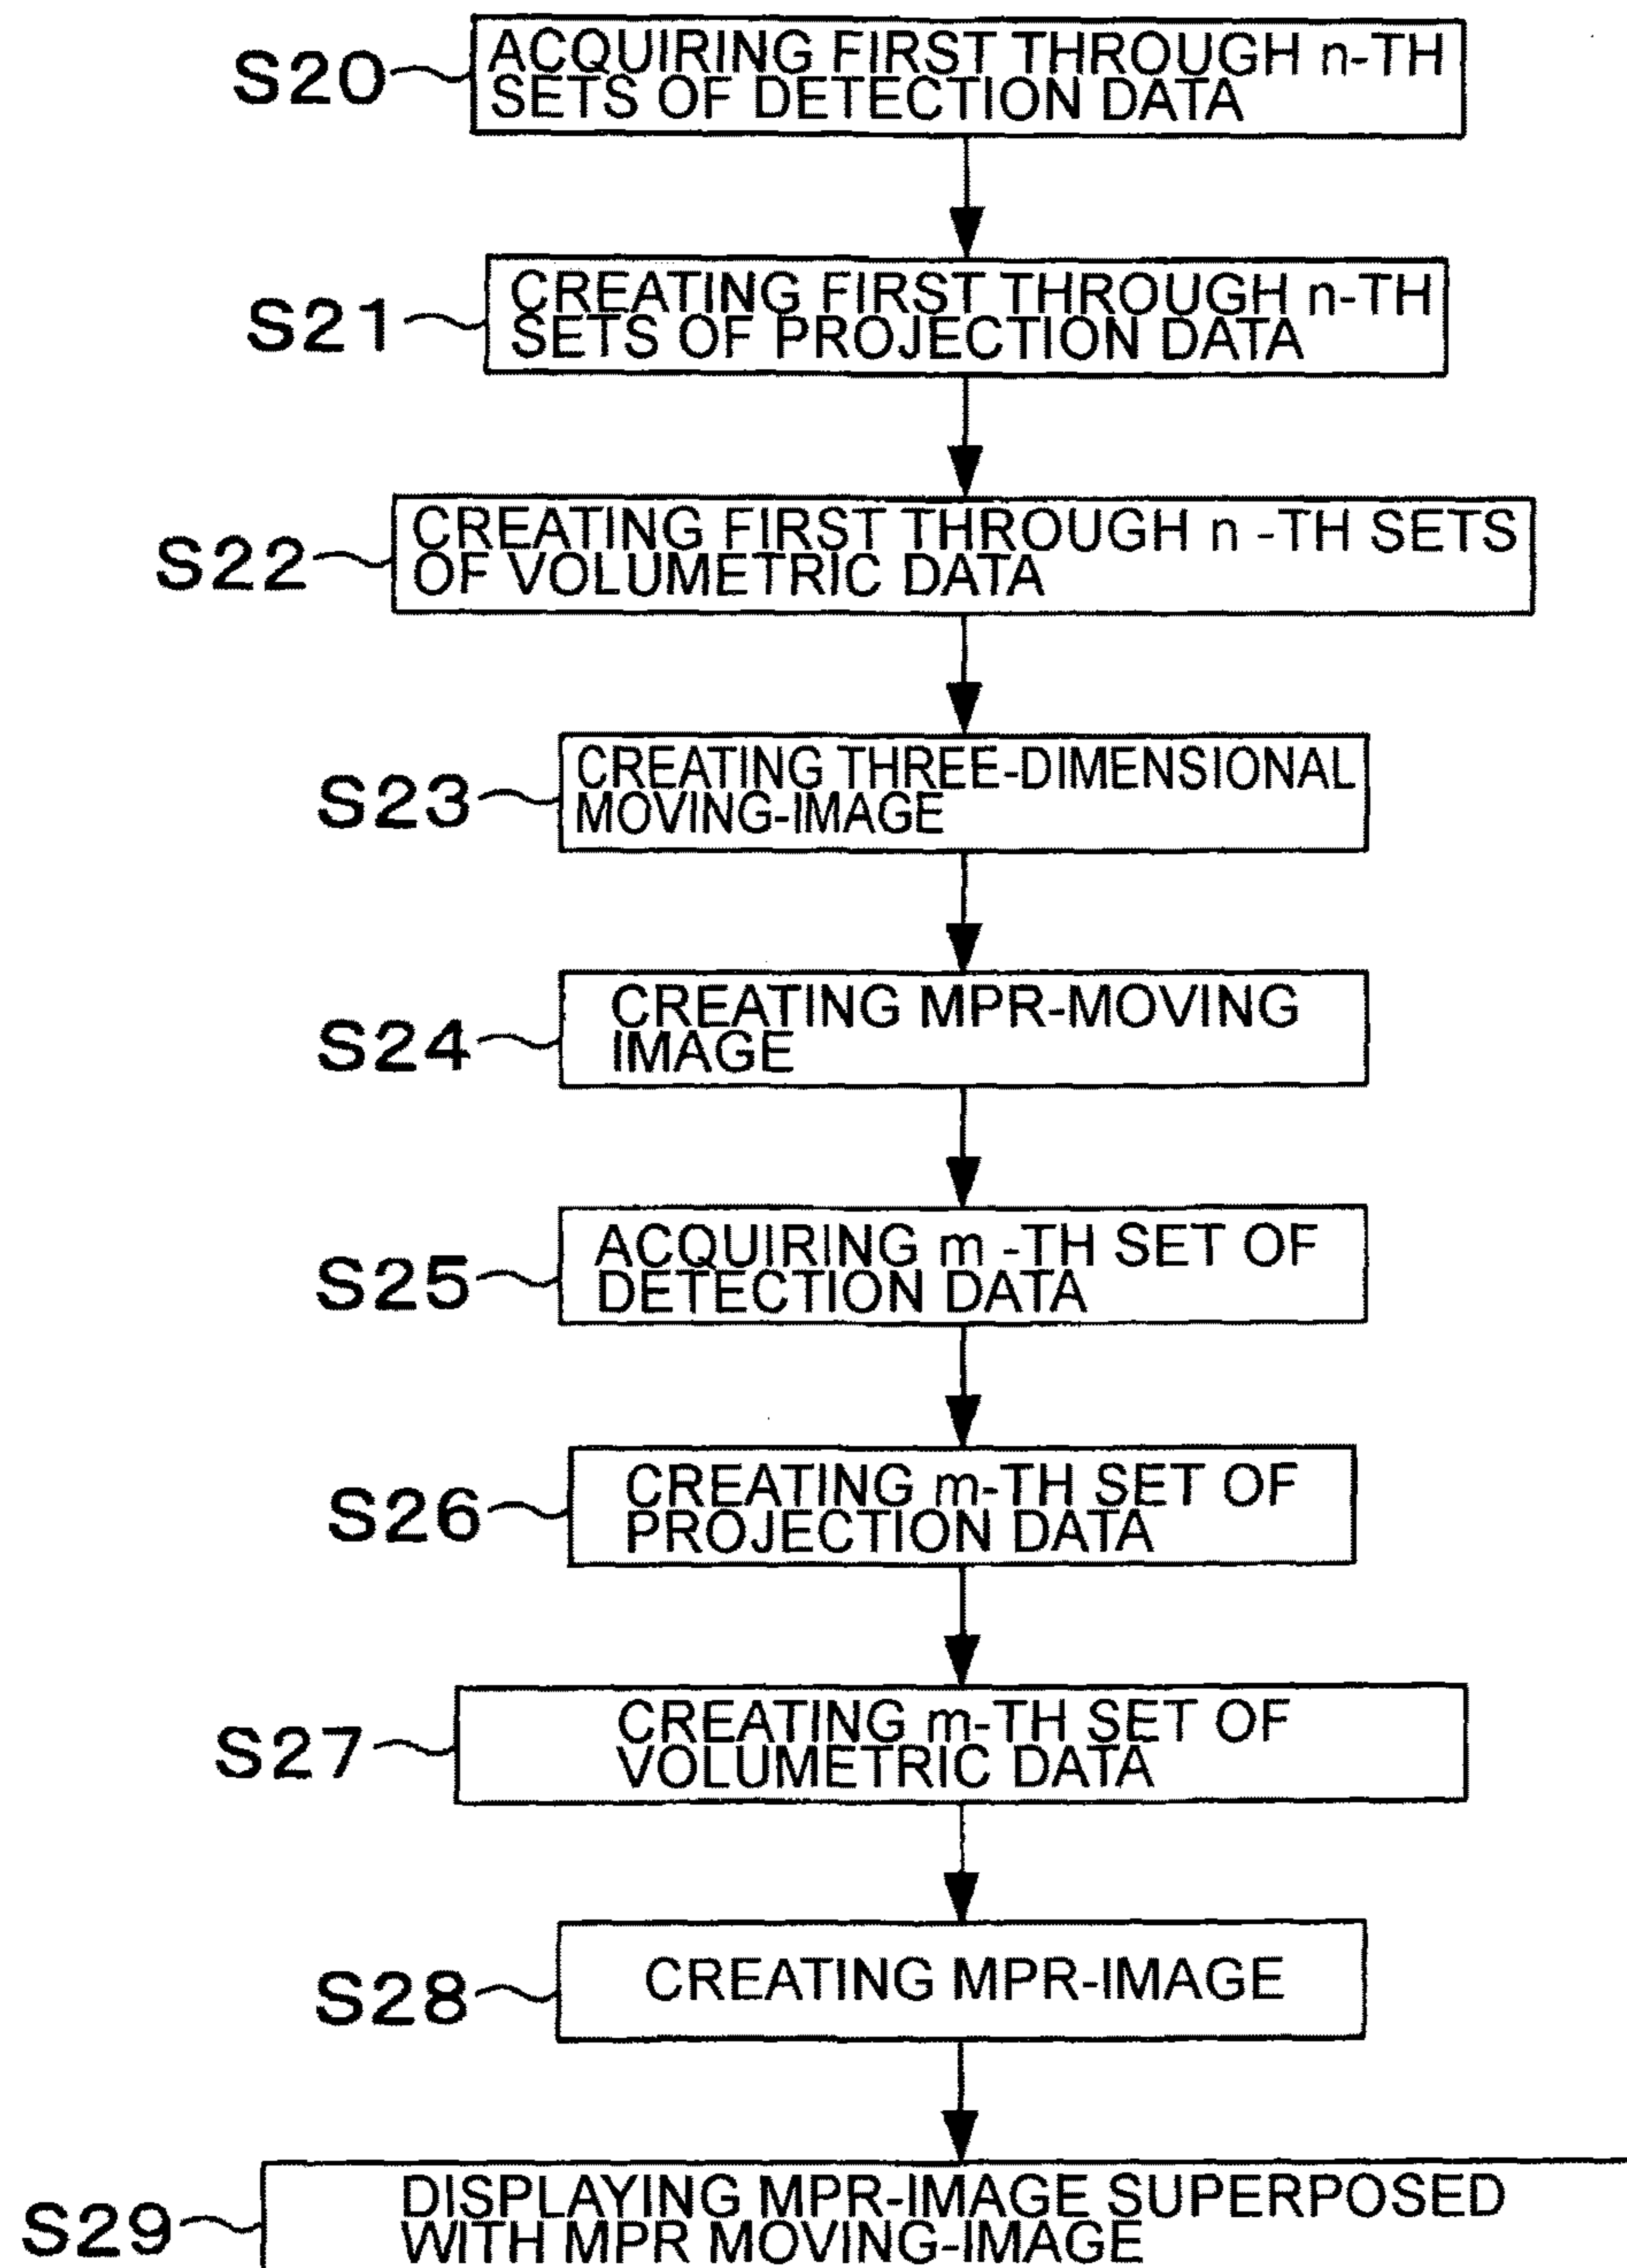 S20
ACQUIRING FIRST THROUGH n-TH
SETS OF DETECTION DATA
S21
CREATING FIRST THROUGH n-TH
SETS OF PROJECTION DATA
S22
CREATING FIRST THROUGH n -TH SETS
OF VOLUMETRIC DATA
S23
CREATING THREE-DIMENSIONAL
MOVING-IMAGE
S24
CREATING MPR-MOVING
IMAGE
S25
ACQUIRING m -TH SET OF
DETECTION DATA
S26
CREATING m-TH SET OF
PROJECTION DATA
S27
CREATING m-TH SET OF
VOLUMETRIC DATA
S28
CREATING MPR-IMAGE
S29
DISPLAYING MPR-IMAGE SUPERPOSED
WITH MPR MOVING-IMAGE